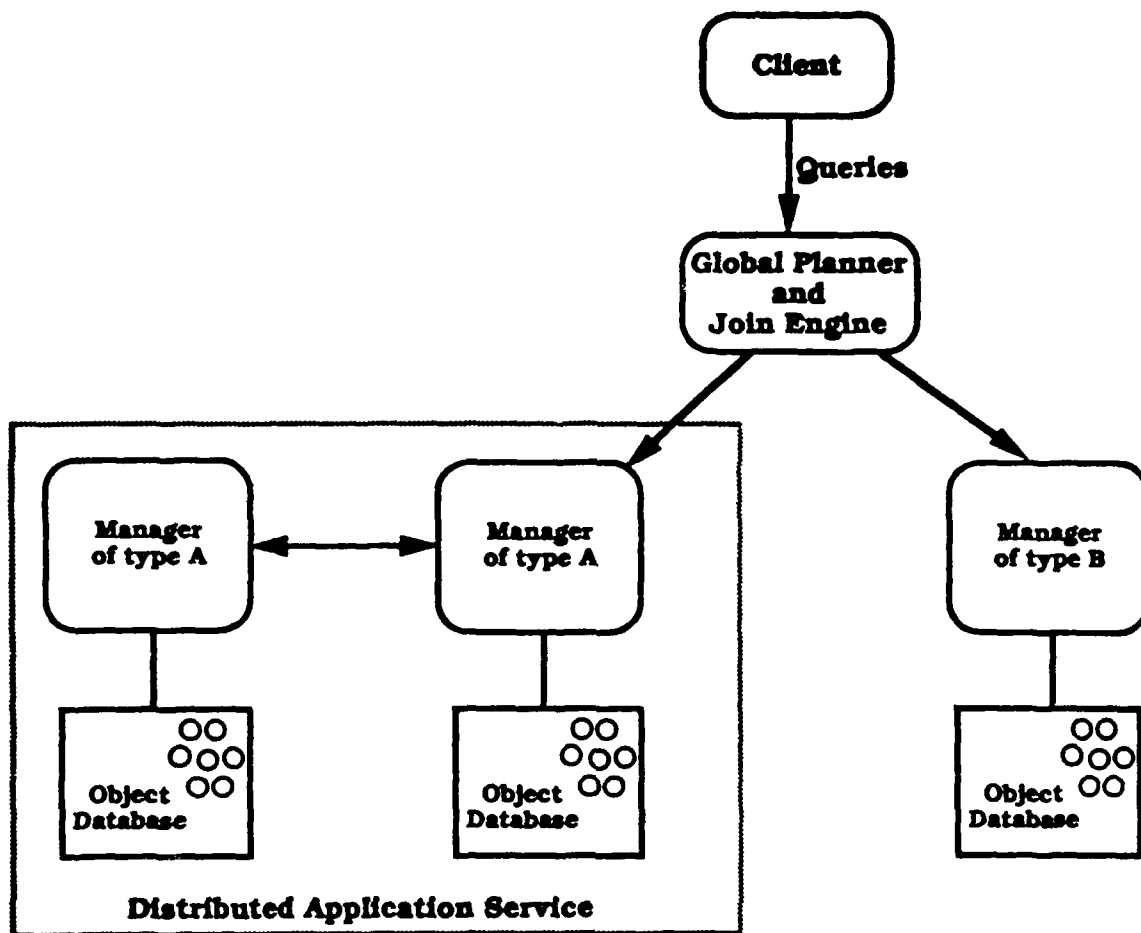 Client
Queries
Global Planner
and
Join Engine
Manager
of type A
Manager
of type A
Manager
of type B
Object
Database
Object
Database
Object
Database
Distributed Application Service